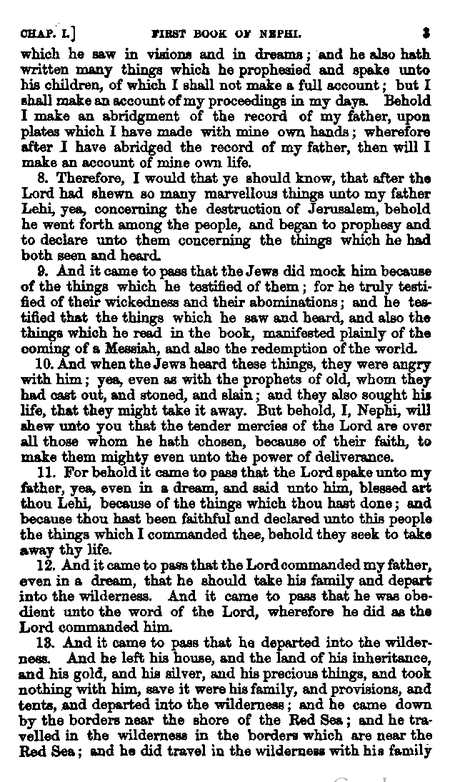 CHAP. I.] FIRST BOOK OF NEPHI. 3
which he saw in visions and in dreams; and he also hath
written many things which he prophesied and spake unto
his children, of which I shall not make a full account; but I
shall make an account of my proceedings in my days. Behold
I make an abridgment of the record of my father, upon
plates which I have made with mine own hands; wherefore
after I have abridged the record of my father, then will I
make an account of mine own life.
8. Therefore, I would that ye should know, that after the
Lord had shewn so many marvellous things unto my father
Lehi, yea, concerning the destruction of Jerusalem, behold
he went forth among the people, and began to prophesy and
to declare unto them concerning the things which he had
both seen and heard.
9. And it came to pass that the Jews did mock him because
of the things which he testified of them; for he truly testi-
fied of their wickedness and their abominations; and he tes-
tified that the things which he saw and heard, and also the
things which he read in the book, manifested plainly of the
coming of a Messiah, and also the redemption of the world.
10. And when the Jews heard these things, they were angry
with him; yea, even as with the prophets of old, whom they
had cast out, and stoned, and slain; and they also sought his
life, that they might take it away. But behold, I, Nephi, will
shew unto you that the tender mercies of the Lord are over
all those whom he hath chosen, because of their faith, to
make them mighty even unto the power of deliverance.
11. For behold it came to pass that the Lord spake unto my
father, yea, even in a dream, and said unto him, blessed art
thou Lehi, because of the things which thou hast done; and
because thou hast been faithful and declared unto this people
the things which I commanded thee, behold they seek to take
away thy life.
12. And it came to pass that the Lord commanded my father,
even in a dream, that he should take his family and depart
into the wilderness. And it came to pass that he was obe-
dient unto the word of the Lord, wherefore he did as the
Lord commanded him.
13. And it came to pass that he departed into the wilder-
ness. And he left his house, and the land of his inheritance,
and his gold, and his silver, and his precious things, and took
nothing with him, save it were his family, and provisions, and
tents, and departed into the wilderness; and he came down
by the borders near the shore of the Red Sea; and he tra-
velled in the wilderness in the borders which are near the
Red Sea; and he did travel in the wilderness with his family